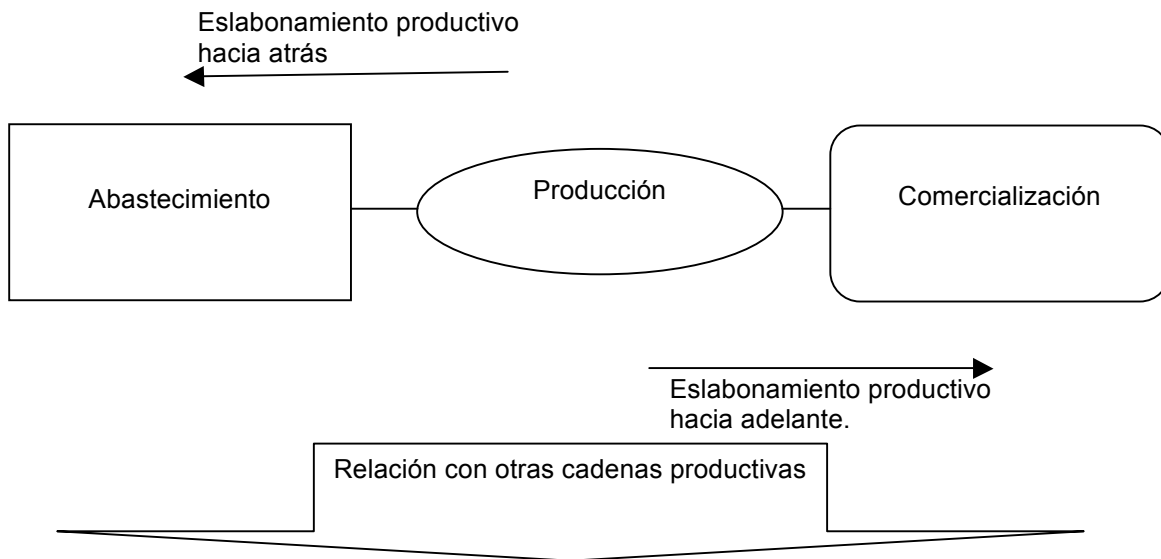 Eslabonamiento productivo
hacia atrás
Abastecimiento
Producción
Comercialización
Eslabonamiento productivo
hacia adelante.
Relación con otras cadenas productivas